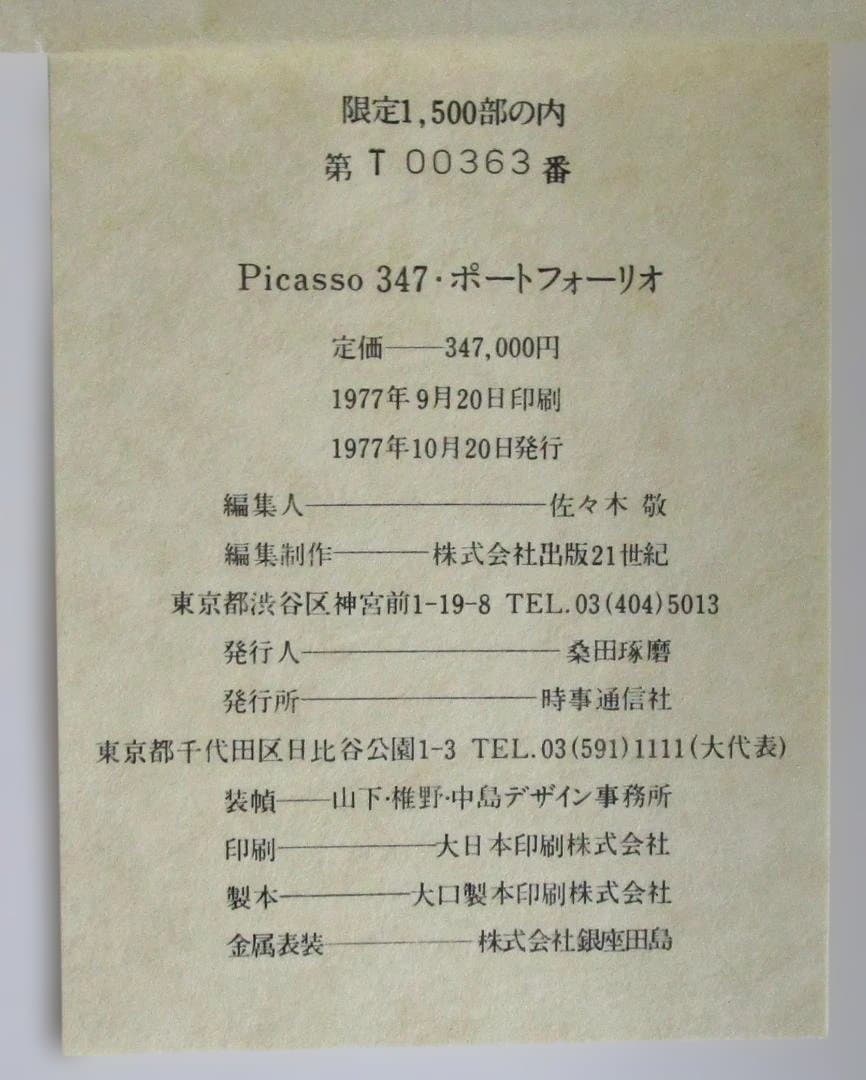 限定1,500部の内
第 T 00363 番
Picasso 347・ポートフォーリオ
定価――347,000円
1977年9月20日印刷
1977年10月20日発行
編集人――――――佐々木 敬
編集制作―――株式会社出版21世紀
東京都渋谷区神宮前1-19-8 TEL.03(404)5013
発行人――――――桑田琢磨
発行所――――――時事通信社
東京都千代田区日比谷公園1-3 TEL.03(591)1111(大代表)
装幀――山下・椎野・中島デザイン事務所
印刷――――大日本印刷株式会社
製本――――大口製本印刷株式会社
金属表装――――株式会社銀座田島